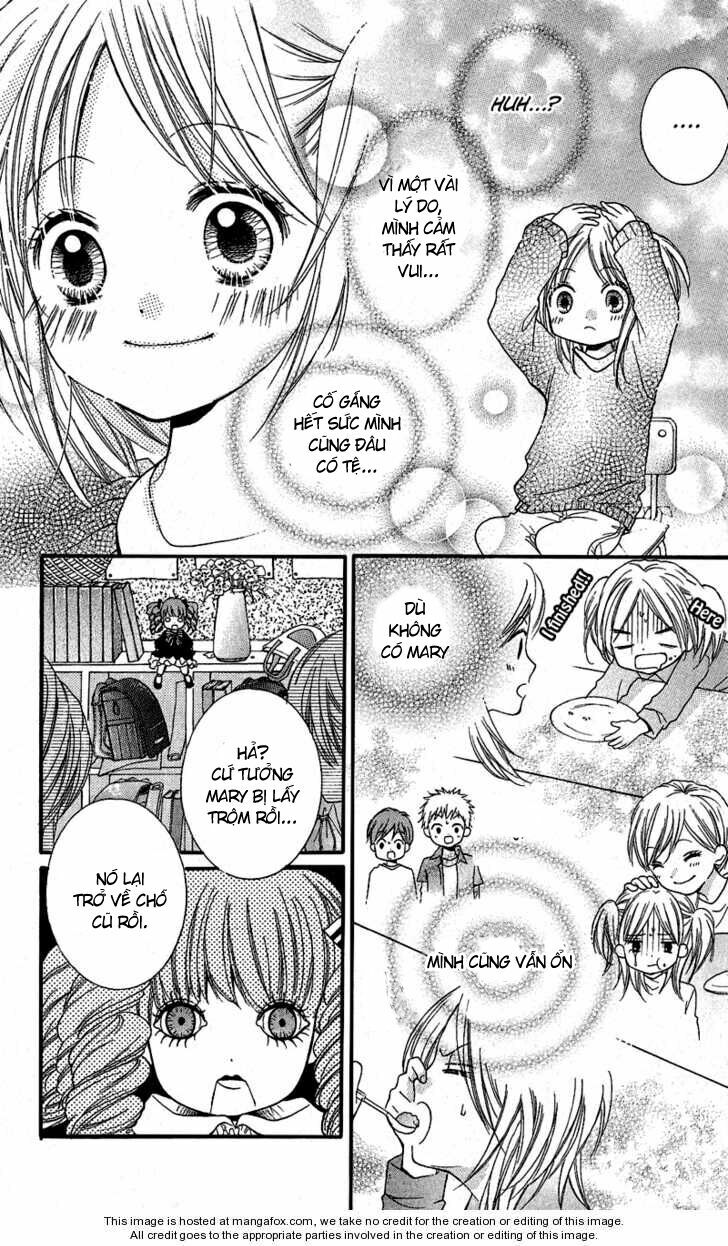 ....
HUH...?
VÌ MỘT VÀI
LÝ DO,
MÌNH CẢM
THẤY RẤT
VUI...
CỐ GẮNG
HẾT SỨC MÌNH
CŨNG ĐÂU
CÓ TỆ...
Here
I finished!!
DÙ
KHÔNG
CÓ MARY
MÌNH CŨNG VẪN ỔN
HẢ?
CỨ TƯỞNG
MARY BỊ LẤY
TRỘM RỒI...
NÓ LẠI
TRỞ VỀ CHỖ
CŨ RỒI.
This image is hosted at mangafox.com, we take no credit for the creation or editing of this image.
All credit goes to the appropriate parties involved in the creation or editing of this image.